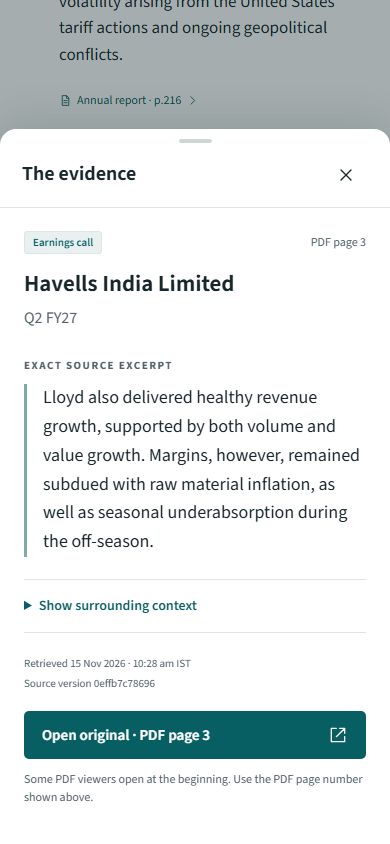 volatility arising from the United States
tariff actions and ongoing geopolitical
conflicts.
Annual report · p.216
The evidence
Earnings call
PDF page 3
Havells India Limited
Q2 FY27
EXACT SOURCE EXCERPT
Lloyd also delivered healthy revenue
growth, supported by both volume and
value growth. Margins, however, remained
subdued with raw material inflation, as
well as seasonal underabsorption during
the off-season.
Show surrounding context
Retrieved 15 Nov 2026 · 10:28 am IST
Source version 0effb7c78696
Open original · PDF page 3
Some PDF viewers open at the beginning. Use the PDF page number
shown above.